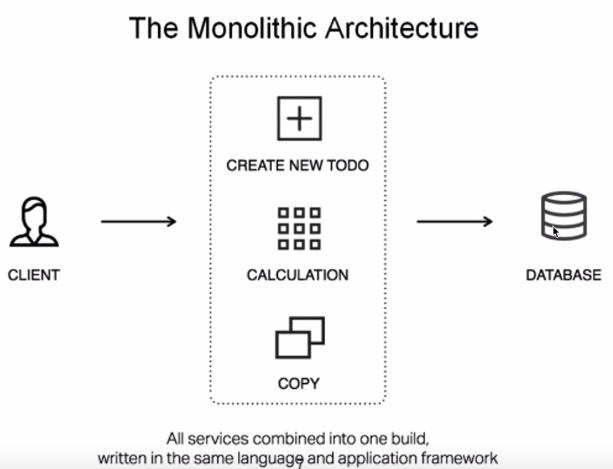 The Monolithic Architecture
CREATE NEW TODO
CLIENT
CALCULATION
DATABASE
COPY
All services combined into one build,
written in the same language and application framework
7